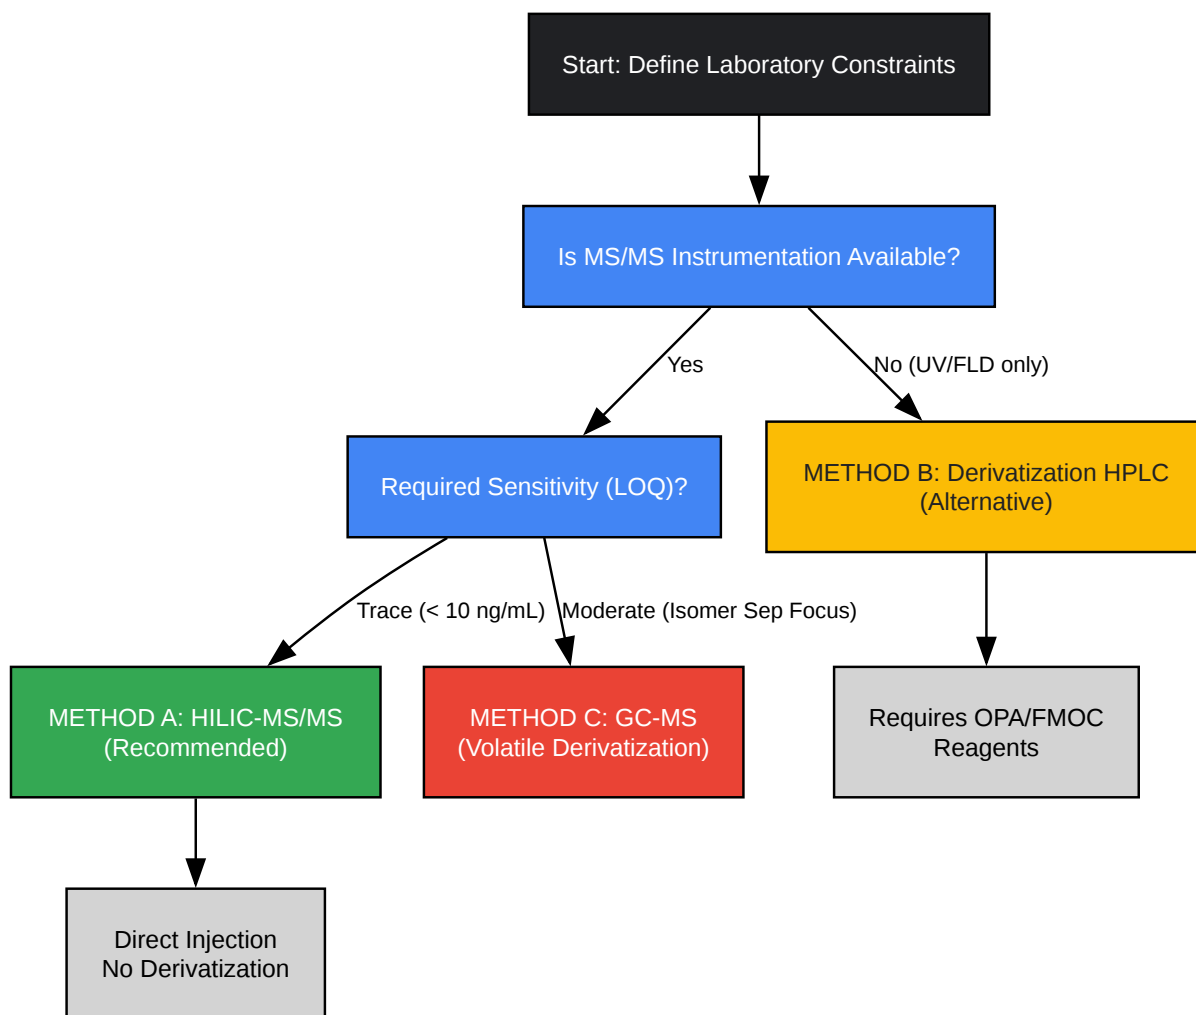 Start: Define Laboratory Constraints
Is MS/MS Instrumentation Available?
Yes
No (UV/FLD only)
Required Sensitivity (LOQ)?
METHOD B: Derivatization HPLC
(Alternative)
Trace (< 10 ng/mL)
Moderate (Isomer Sep Focus)
METHOD A: HILIC-MS/MS
(Recommended)
METHOD C: GC-MS
(Volatile Derivatization)
Requires OPA/FMOC
Reagents
Direct Injection
No Derivatization